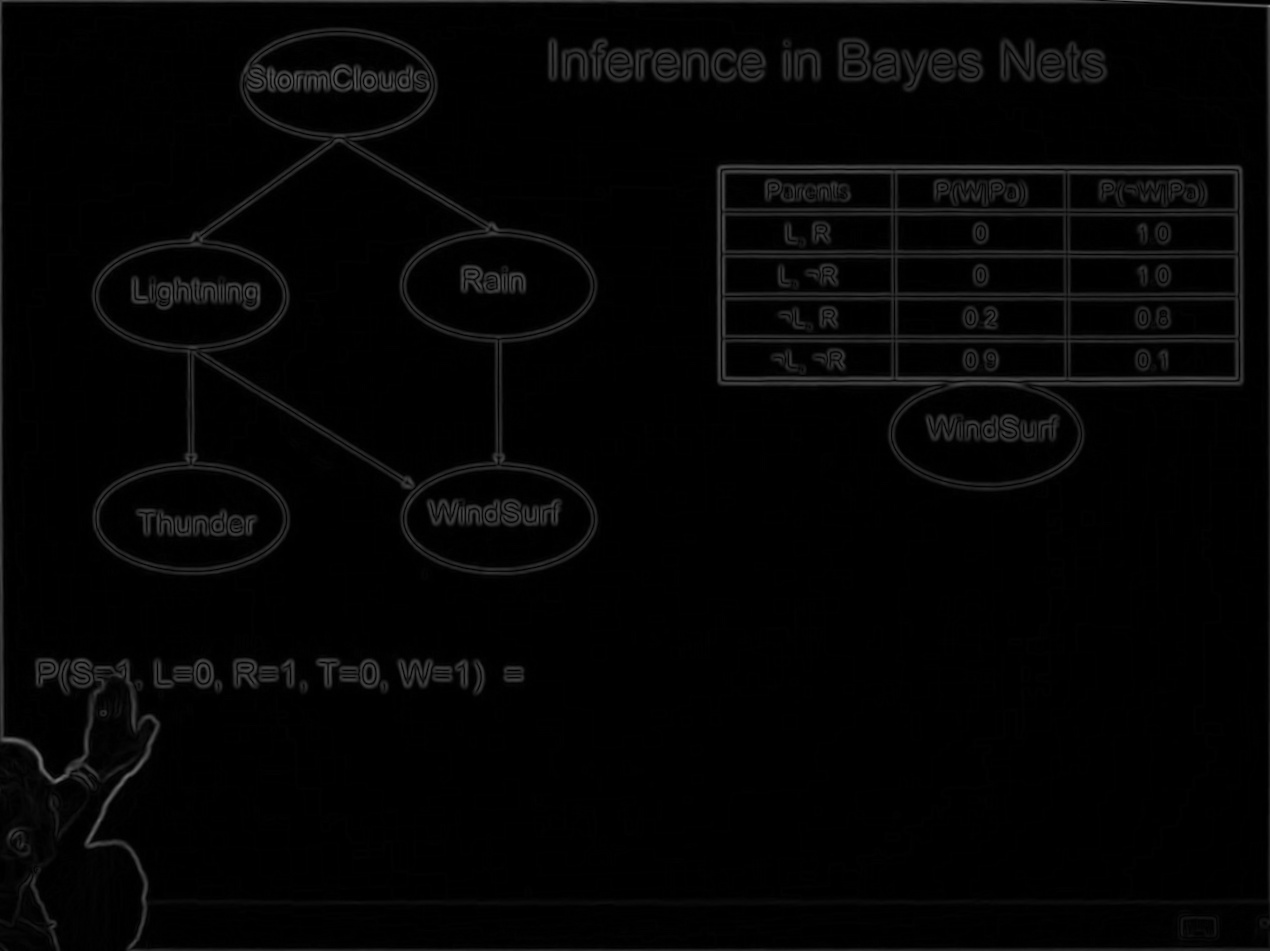 Inference in Bayes Nets
StormClouds
Lightning
Rain
Thunder
WindSurf
Parents P(W|Pa) P(¬W|Pa)
L, R 0 1.0
L, ¬R 0 1.0
¬L, R 0.2 0.8
¬L, ¬R 0.9 0.1
WindSurf
P(S=1, L=0, R=1, T=0, W=1) =